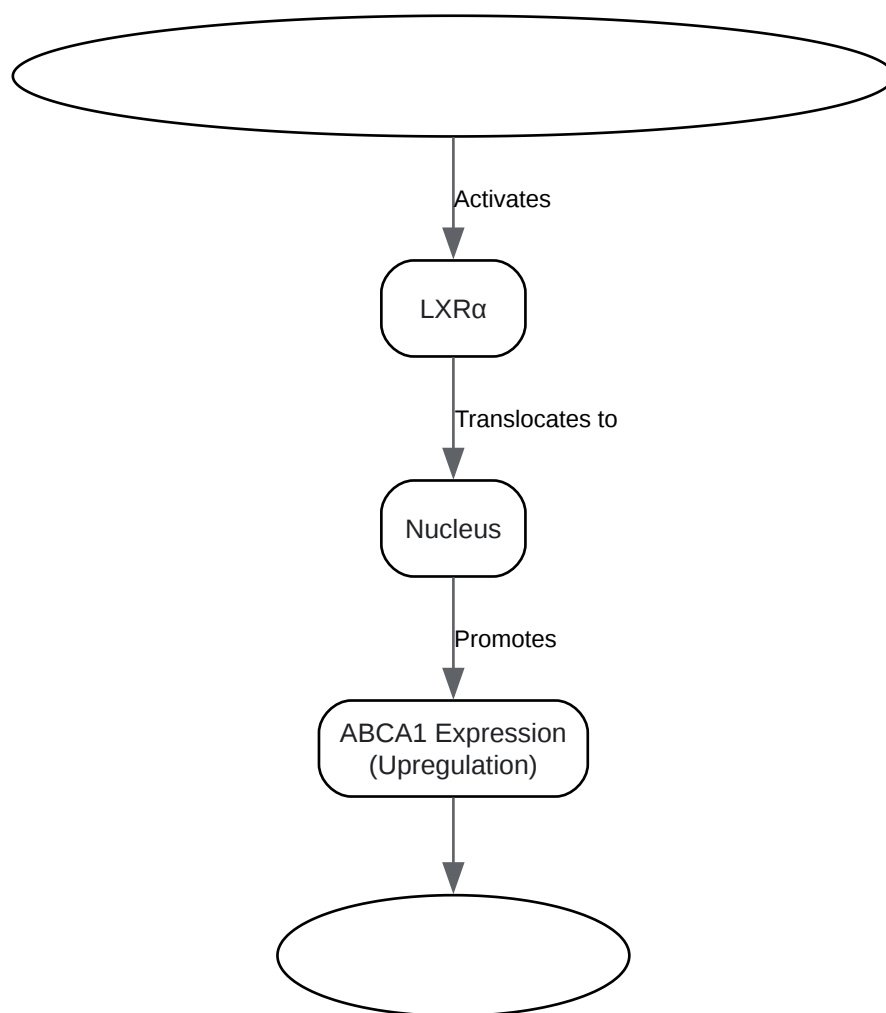 Activates
LXRα
Translocates to
Nucleus
Promotes
ABCA1 Expression
(Upregulation)